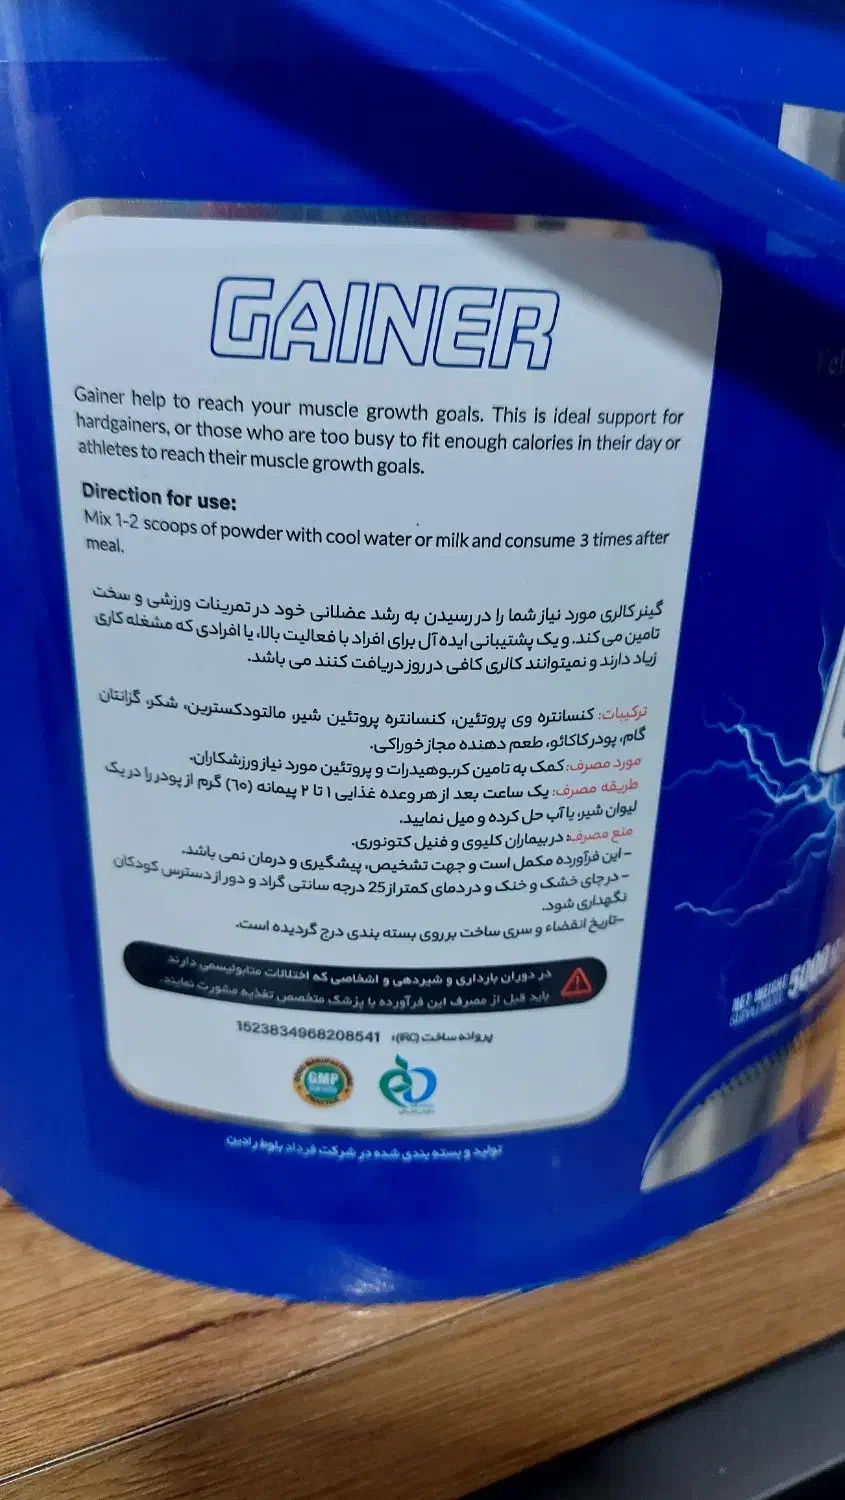 GAINER
Gainer help to reach your muscle growth goals. This is ideal support for
hardgainers, or those who are too busy to fit enough calories in their day or
athletes to reach their muscle growth goals.
Direction for use:
Mix 1-2 scoops of powder with cool water or milk and consume 3 times after
meal.
گینر کالری مورد نیاز شما را در رسیدن به رشد عضلانی خود در تمرینات ورزشی و سخت
تامین می کند. و یک پشتیبانی ایده آل برای افراد با فعالیت بالا، یا افرادی که مشغله کاری
زیاد دارند و نمیتوانند کالری کافی در روز دریافت کنند می باشد.
ترکیبات: کنسانتره وی پروتئین، کنسانتره پروتئین شیر، مالتودکسترین، شکر، گزانتان
گام، پودر کاکائو، طعم دهنده مجاز خوراکی.
مورد مصرف: کمک به تامین کربوهیدرات و پروتئین مورد نیاز ورزشکاران.
طریقه مصرف: یک ساعت بعد از هر وعده غذایی ۱ تا ۲ پیمانه (٦٠) گرم از پودر را در یک
لیوان شیر، یا آب حل کرده و میل نمایید.
منع مصرف: در بیماران کلیوی و فنیل کتونوری.
- این فرآورده مکمل است و جهت تشخیص، پیشگیری و درمان نمی باشد.
- در جای خشک و خنک و در دمای کمتر از 25 درجه سانتی گراد و دور از دسترس کودکان
نگهداری شود.
-تاریخ انقضاء و سری ساخت بر روی بسته بندی درج گردیده است.
در دوران بارداری و شیردهی و اشخاصی که اختلالات متابولیسمی دارند
باید قبل از مصرف این فرآورده با پزشک متخصص تغذیه مشورت نمایند.
پروانه ساخت (IRC): 1523834968208541
GMP
تولید و بسته بندی شده در شرکت فرداد بلوط رادین
NET WEIGHT 5000